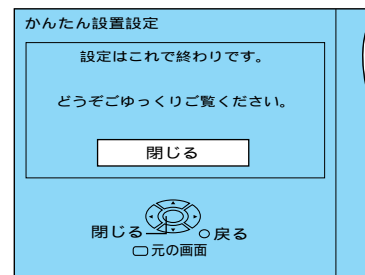 かんたん設置設定
設定はこれで終わりです。
どうぞごゆっくりご覧ください。
閉じる
閉じる 戻る
元の画面